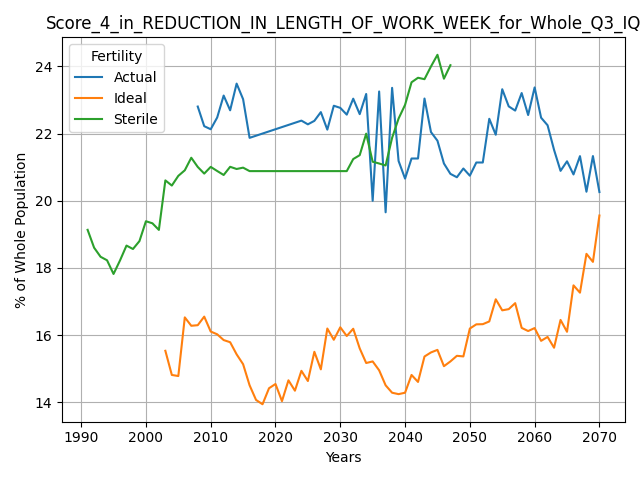 Score_4_in_REDUCTION_IN_LENGTH_OF_WORK_WEEK_for_Whole_Q3_IQ
Fertility
Actual
Ideal
Sterile
% of Whole Population
24
22
20
18
16
14
1990 2000 2010 2020 2030 2040 2050 2060 2070
Years